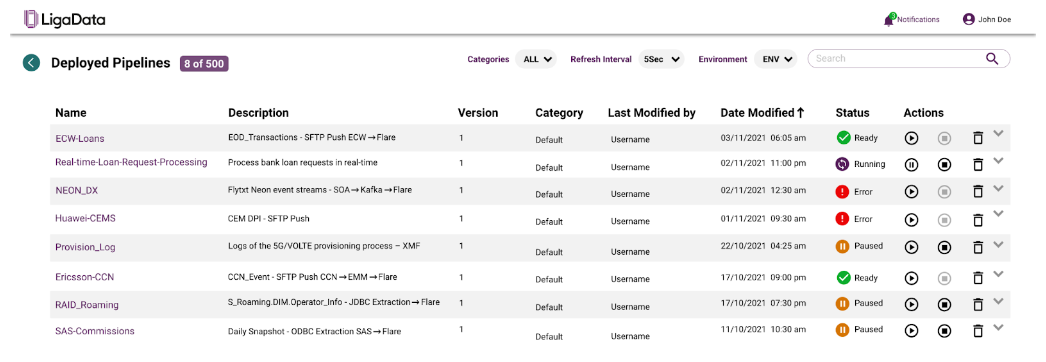 LigaData
3 Notifications John Doe
Deployed Pipelines 8 of 500 Categories ALL Refresh Interval 5Sec Environment ENV Search
Name Description Version Category Last Modified by Date Modified↑ Status Actions
ECW-Loans EOD_Transactions - SFTP Push ECW→Flare 1 Default Username 03/11/2021 06:05 am Ready
Real-time-Loan-Request-Processing Process bank loan requests in real-time 1 Default Username 02/11/2021 11:00 pm Running
NEON_DX Flytxt Neon event streams - SOA→Kafka→Flare 1 Default Username 02/11/2021 12:30 am Error
Huawei-CEMS CEM DPI - SFTP Push 1 Default Username 01/11/2021 09:30 am Error
Provision_Log Logs of the 5G/VOLTE provisioning process – XMF 1 Default Username 22/10/2021 04:25 am Paused
Ericsson-CCN CCN_Event - SFTP Push CCN→EMM→Flare 1 Default Username 17/10/2021 09:00 pm Ready
RAID_Roaming S_Roaming.DIM.Operator_Info - JDBC Extraction→Flare 1 Default Username 17/10/2021 07:30 pm Paused
SAS-Commissions Daily Snapshot - ODBC Extraction SAS→Flare 1 Default Username 11/10/2021 10:30 am Paused